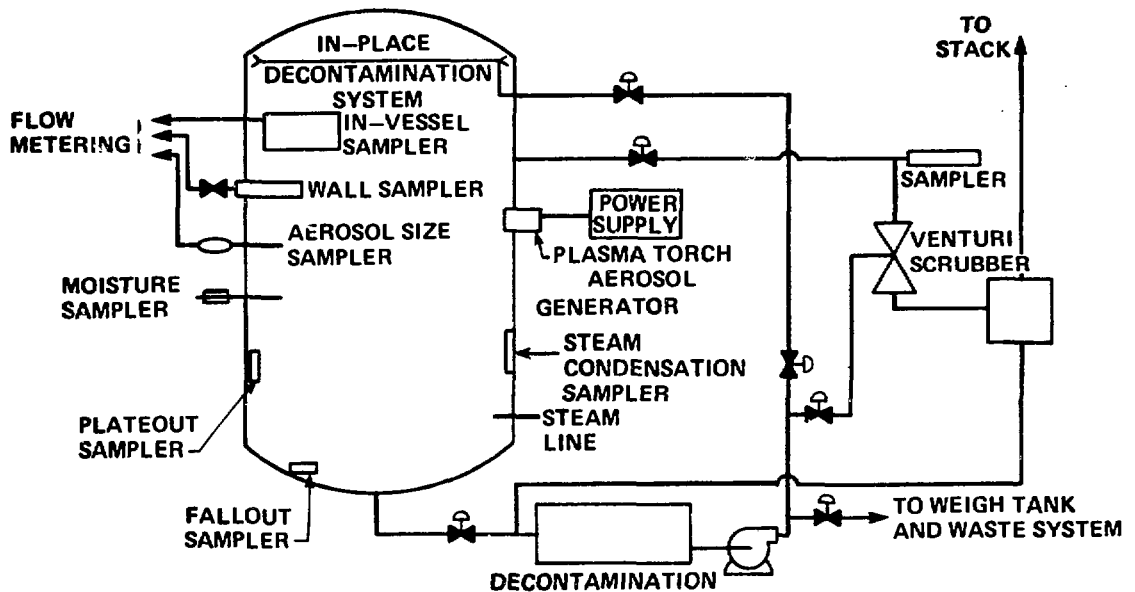 IN-PLACE
DECONTAMINATION
SYSTEM
TO
STACK
FLOW
METERING
IN-VESSEL
SAMPLER
WALL SAMPLER
SAMPLER
POWER
SUPPLY
AEROSOL SIZE
SAMPLER
PLASMA TORCH
AEROSOL
GENERATOR
VENTURI
SCRUBBER
MOISTURE
SAMPLER
STEAM
CONDENSATION
SAMPLER
STEAM
LINE
PLATEOUT
SAMPLER
FALLOUT
SAMPLER
TO WEIGH TANK
AND WASTE SYSTEM
DECONTAMINATION